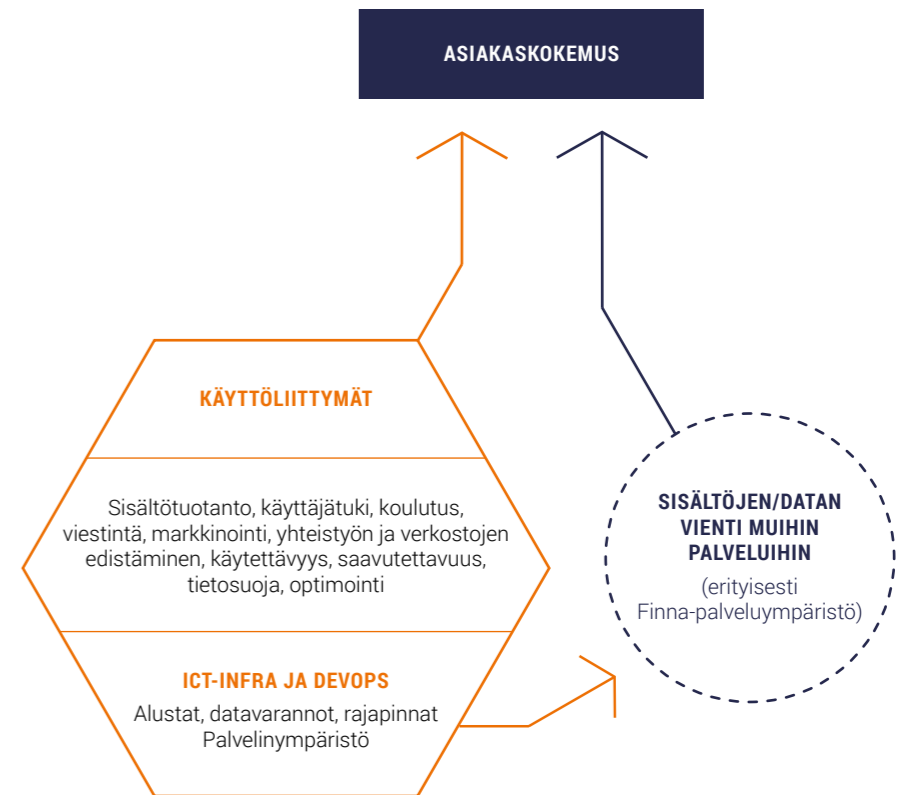 ASIAKASKOKEMUS
KÄYTTÖLIITTYMÄT
Sisältötuotanto, käyttäjätuki, koulutus,
viestintä, markkinointi, yhteistyön ja verkostojen
edistäminen, käytettävyys, saavutettavuus,
tietosuoja, optimointi
ICT-INFRA JA DEVOPS
Alustat, datavarannot, rajapinnat
Palvelinympäristö
SISÄLTÖJEN/DATAN
VIENTI MUIHIN
PALVELUIHIN
(erityisesti
Finna-palveluympäristö)